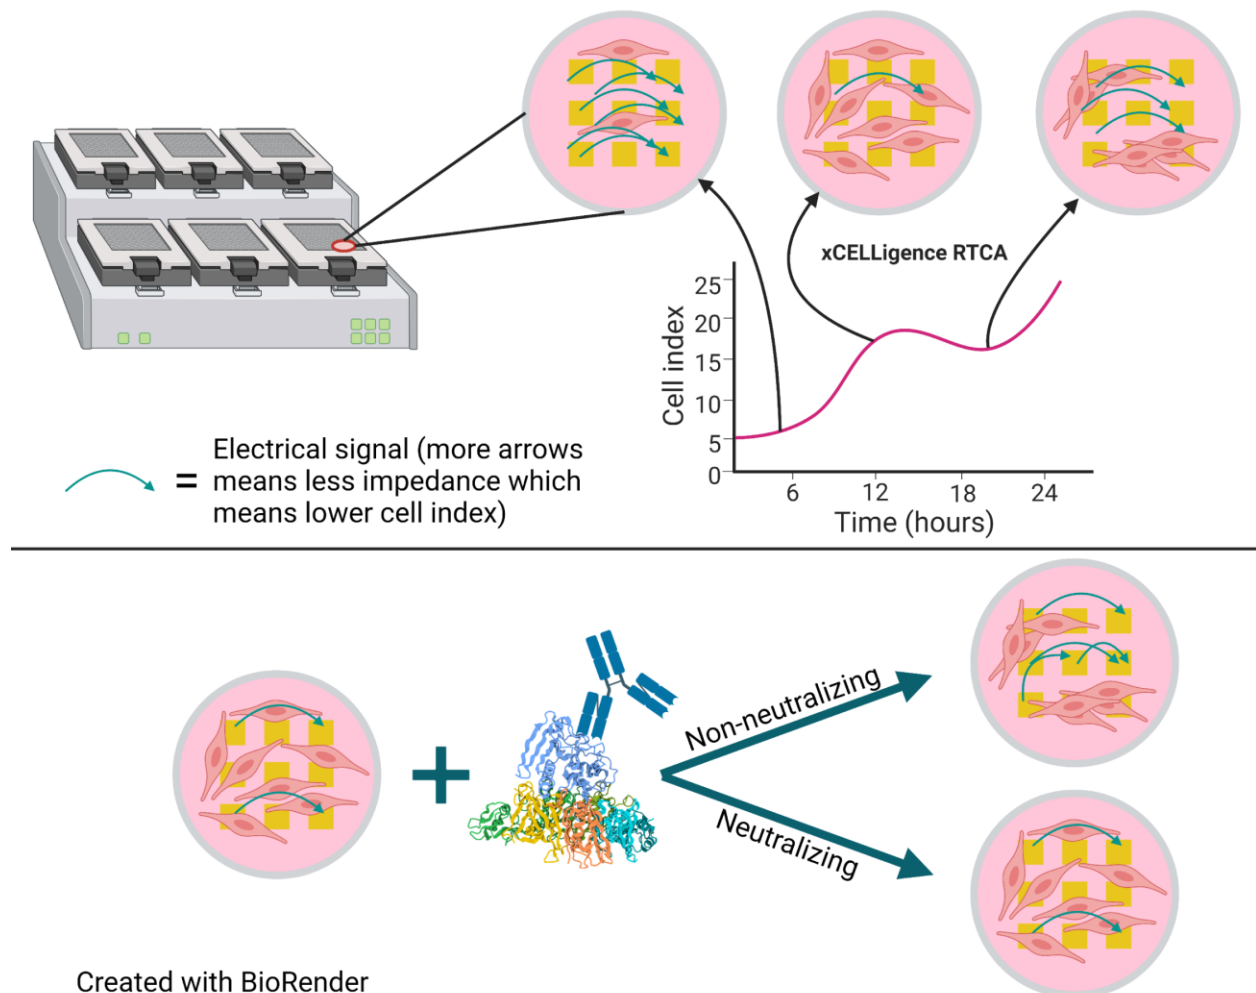 xCELLigence RTCA
Cell index
25
20
15
10
5
0
6 12 18 24
Time (hours)
= Electrical signal (more arrows
means less impedance which
means lower cell index)
+
Non-neutralizing
Neutralizing
Created with BioRender